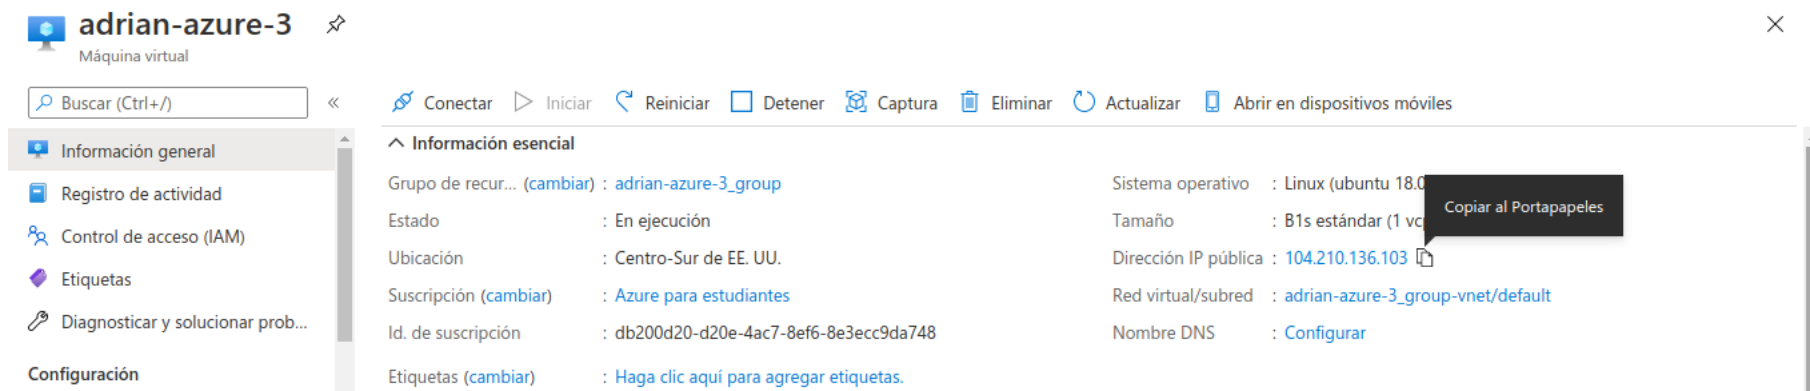 adrian-azure-3
Máquina virtual
Buscar (Ctrl+/)
«
Conectar Iniciar Reiniciar Detener Captura Eliminar Actualizar Abrir en dispositivos móviles
Información general
Registro de actividad
Control de acceso (IAM)
Etiquetas
Diagnosticar y solucionar prob...
Configuración
Información esencial
Grupo de recur... (cambiar) : adrian-azure-3_group
Estado : En ejecución
Ubicación : Centro-Sur de EE. UU.
Suscripción (cambiar) : Azure para estudiantes
Id. de suscripción : db200d20-d20e-4ac7-8ef6-8e3ecc9da748
Etiquetas (cambiar) : Haga clic aquí para agregar etiquetas.
Sistema operativo : Linux (ubuntu 18.0
Tamaño : B1s estándar (1 vc
Dirección IP pública : 104.210.136.103
Red virtual/subred : adrian-azure-3_group-vnet/default
Nombre DNS : Configurar
Copiar al Portapapeles